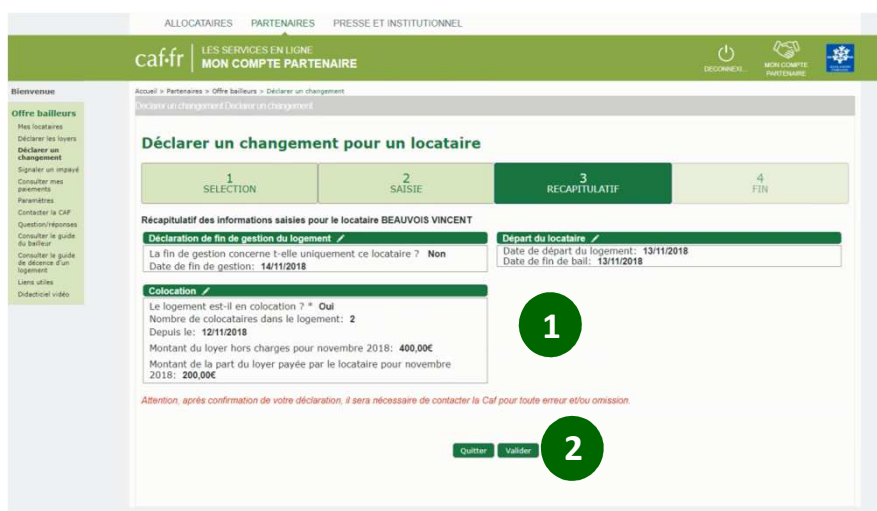 ALLOCATAIRES PARTENAIRES PRESSE ET INSTITUTIONNEL
caf.fr LES SERVICES EN LIGNE
MON COMPTE PARTENAIRE
DECONNEXI...
MON COMPTE
PARTENAIRE
Bienvenue
Accueil > Partenaires > Offre bailleurs > Déclarer un changement
Declarer un changement Declarer un changement
Offre bailleurs
Mes locataires
Déclarer les loyers
Déclarer un
changement
Signaler un impayé
Consulter mes
paiements
Paramètres
Contacter la CAF
Question/réponses
Consulter le guide
du bailleur
Consulter le guide
de décence d'un
logement
Liens utiles
Didacticiel vidéo
Déclarer un changement pour un locataire
1
SELECTION
2
SAISIE
3
RECAPITULATIF
4
FIN
Récapitulatif des informations saisies pour le locataire BEAUVOIS VINCENT
Déclaration de fin de gestion du logement
La fin de gestion concerne t-elle uniquement ce locataire ? Non
Date de fin de gestion: 14/11/2018
Départ du locataire
Date de départ du logement: 13/11/2018
Date de fin de bail: 13/11/2018
Colocation
Le logement est-il en colocation ? * Oui
Nombre de colocataires dans le logement: 2
Depuis le: 12/11/2018
Montant du loyer hors charges pour novembre 2018: 400,00€
Montant de la part du loyer payée par le locataire pour novembre
2018: 200,00€
1
Attention, après confirmation de votre déclaration, il sera nécessaire de contacter la Caf pour toute erreur et/ou omission.
Quitter Valider
2